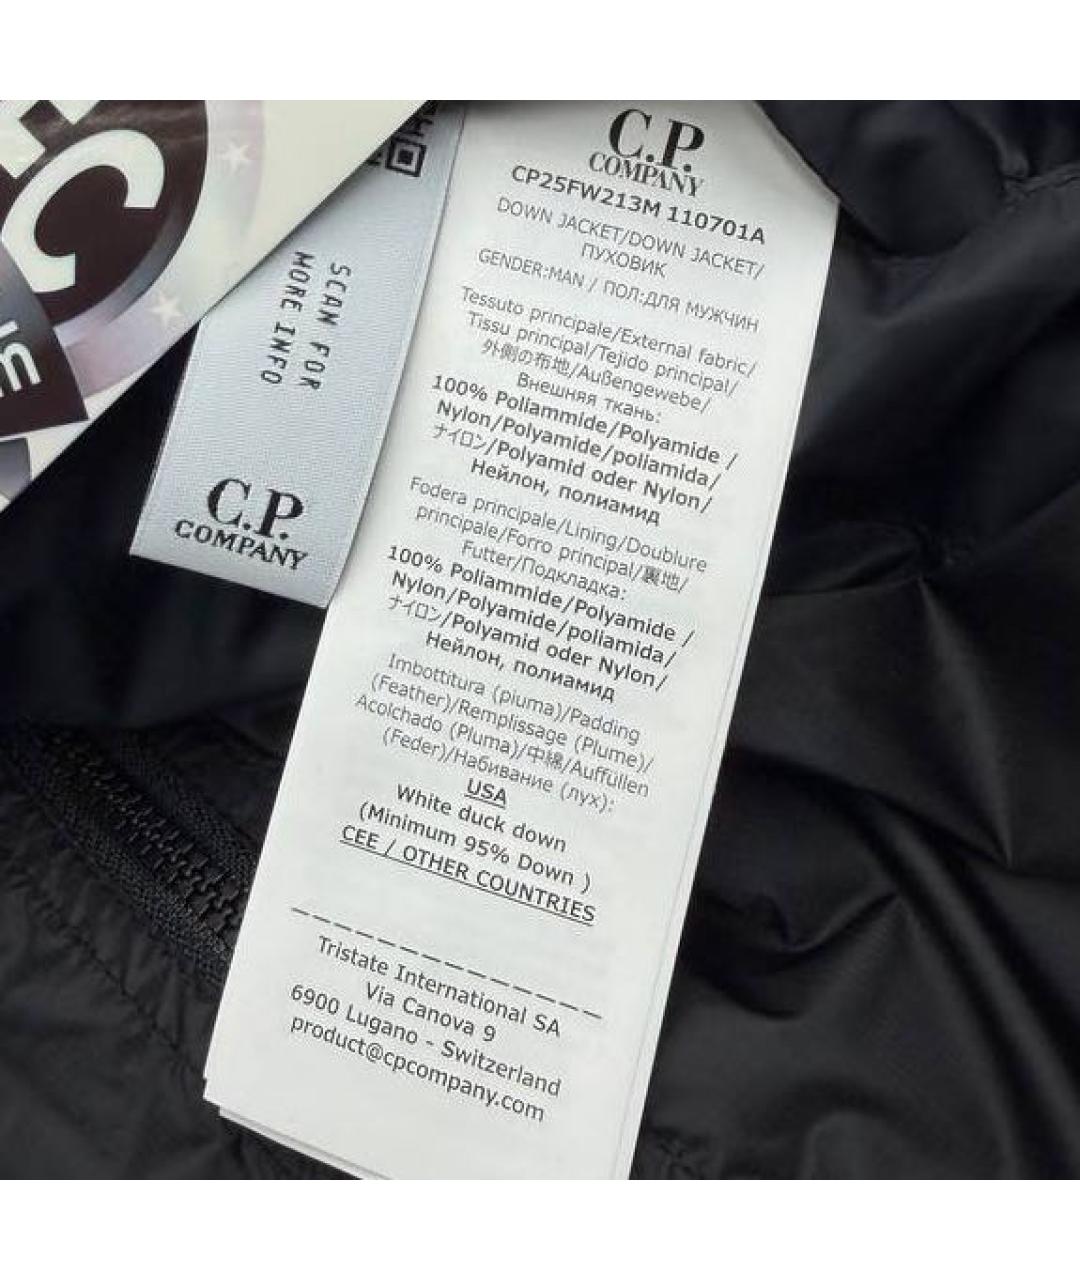 C
SCAN FOR
MORE INFO
C.P.
COMPANY
C.P.
COMPANY
CP25FW213M 110701A
DOWN JACKET/DOWN JACKET/
ПУХОВИК
GENDER:MAN / ПОЛ:ДЛЯ МУЖЧИН
Tessuto principale/External fabric/
Tissu principal/Tejido principal/
外側の布地/Außengewebe/
Внешняя ткань:
100% Poliammide/Polyamide /
Nylon/Polyamide/poliamida/
ナイロン/Polyamid oder Nylon/
Нейлон, полиамид
Fodera principale/Lining/Doublure
principale/Forro principal/裏地/
Futter/Подкладка:
100% Poliammide/Polyamide /
Nylon/Polyamide/poliamida/
ナイロン/Polyamid oder Nylon/
Нейлон, полиамид
Imbottitura (piuma)/Padding
(Feather)/Remplissage (Plume)/
Acolchado (Pluma)/中綿/Auffüllen
(Feder)/Набивание (лух):
USA
White duck down
(Minimum 95% Down )
CEE / OTHER COUNTRIES
Tristate International SA
Via Canova 9
6900 Lugano - Switzerland
product@cpcompany.com